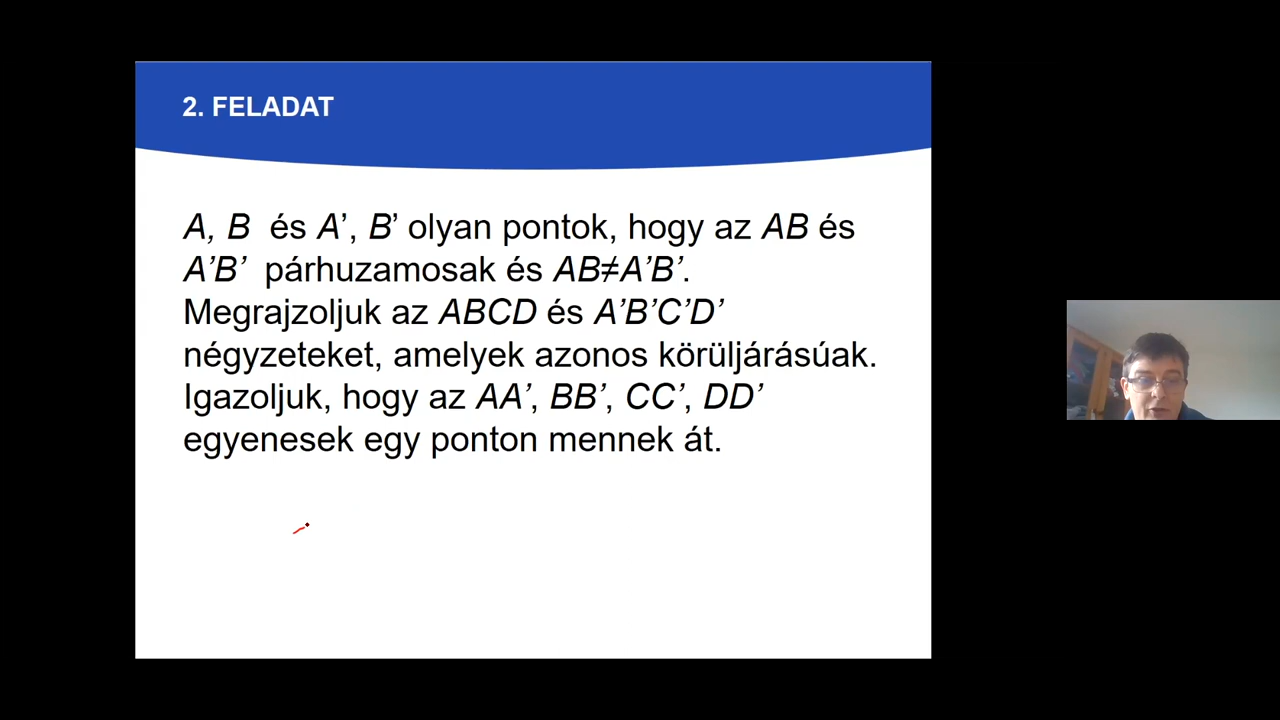 2. FELADAT
A, B és A’, B’ olyan pontok, hogy az AB és
A’B’ párhuzamosak és AB≠A’B’.
Megrajzoljuk az ABCD és A’B’C’D’
négyzeteket, amelyek azonos körüljárásúak.
Igazoljuk, hogy az AA’, BB’, CC’, DD’
egyenesek egy ponton mennek át.